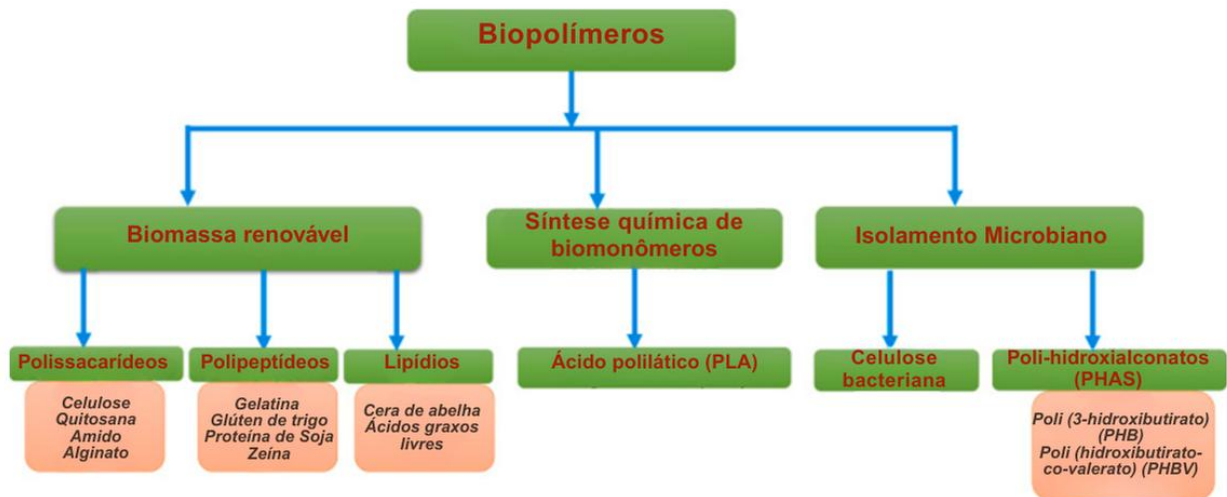 Biopolímeros
Biomassa renovável
Síntese química de
biomonômeros
Isolamento Microbiano
Polissacarídeos
Polipeptídeos
Lipídios
Ácido polilático (PLA)
Celulose
bacteriana
Poli-hidroxialconatos
(PHAS)
Celulose
Quitosana
Amido
Alginato
Gelatina
Glúten de trigo
Proteína de Soja
Zeína
Cera de abelha
Ácidos graxos
livres
Poli (3-hidroxibutirato)
(PHB)
Poli (hidroxibutirato-
co-valerato) (PHBV)